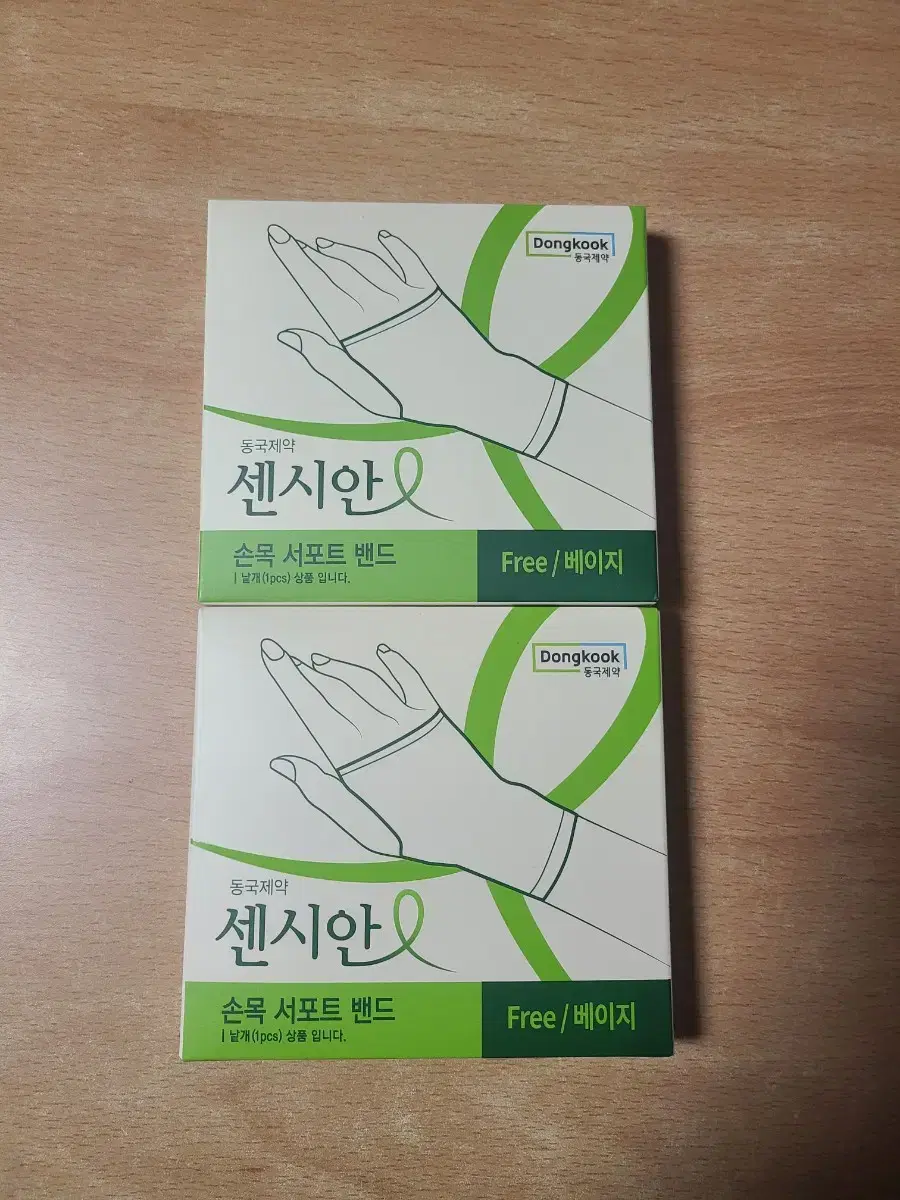 Dongkook
동국제약
동국제약
센시안
손목 서포트 밴드
낱개(1pcs) 상품 입니다.
Free / 베이지
Dongkook
동국제약
동국제약
센시안
손목 서포트 밴드
낱개(1pcs) 상품 입니다.
Free / 베이지